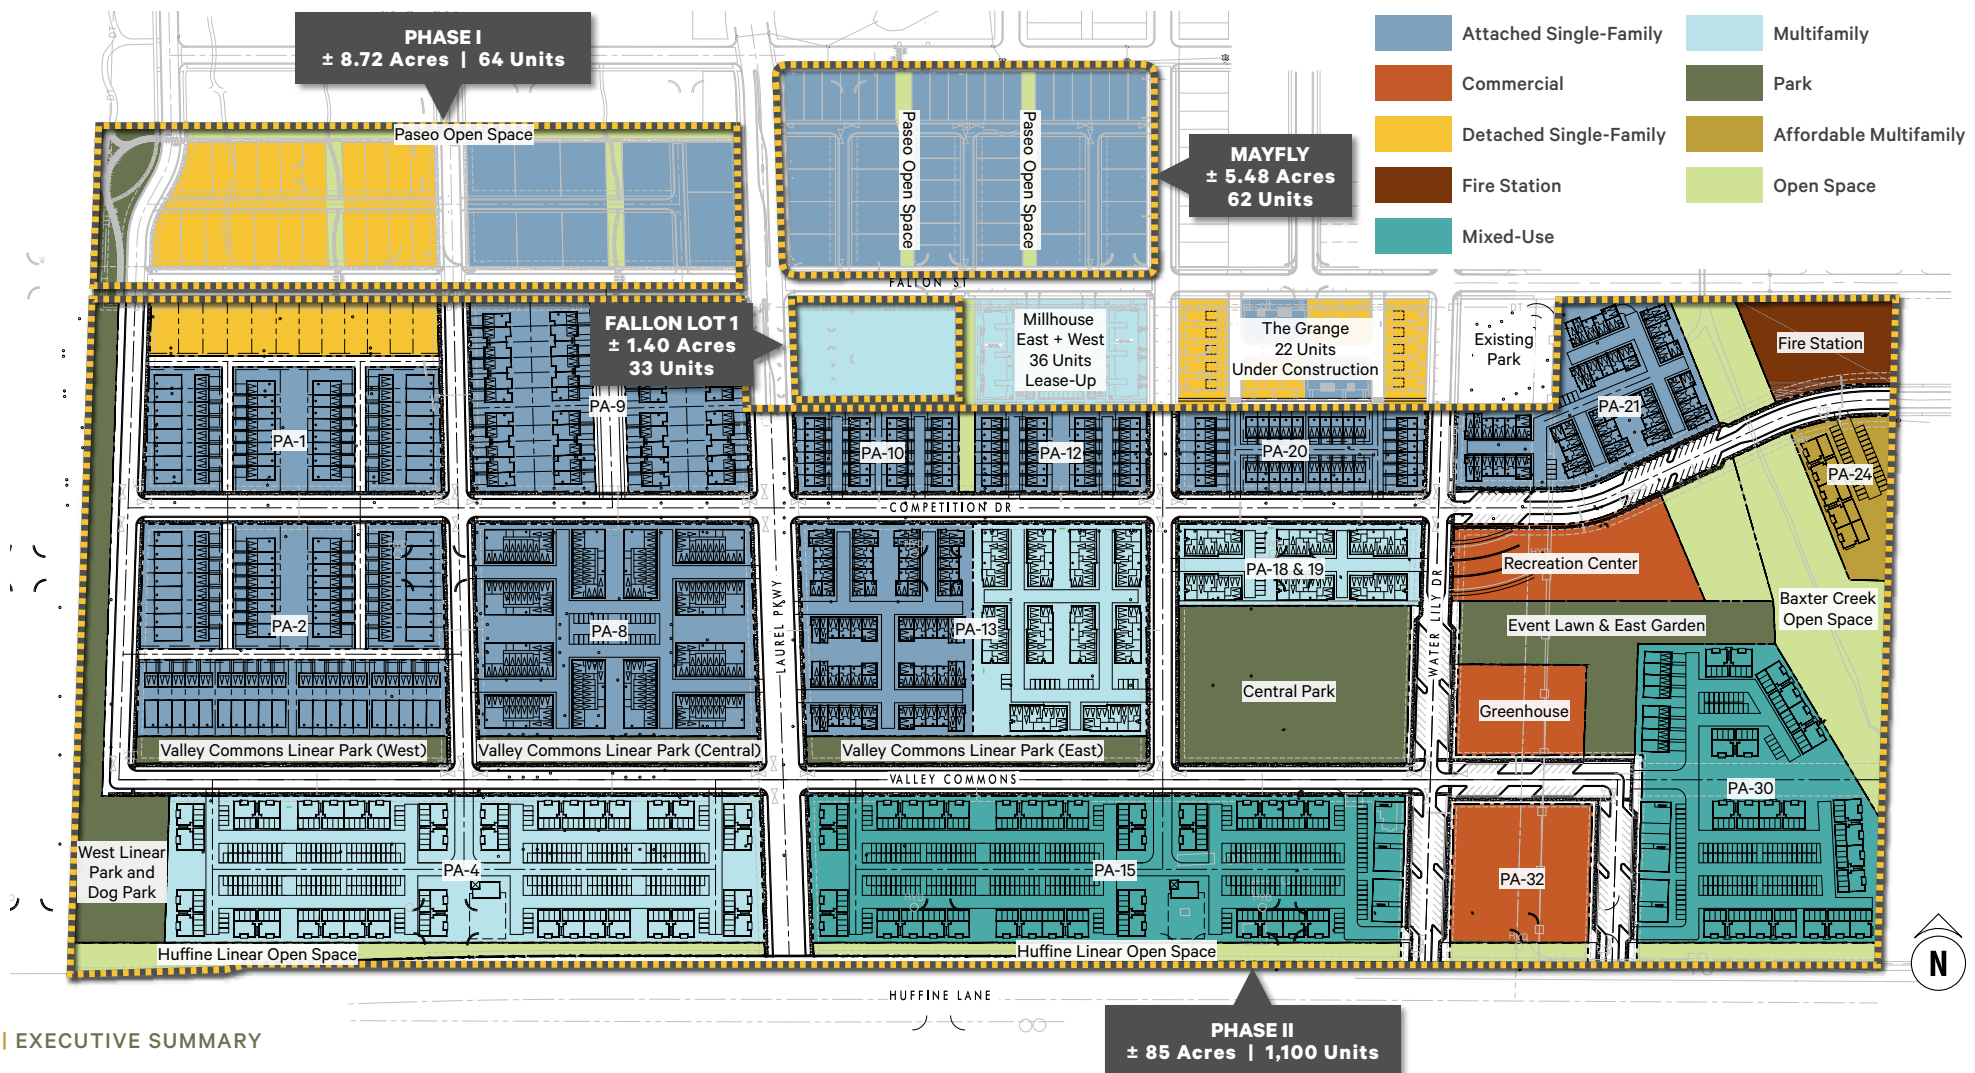 PHASE I
± 8.72 Acres | 64 Units
Attached Single-Family
Multifamily
Commercial
Park
Detached Single-Family
Affordable Multifamily
Fire Station
Open Space
Mixed-Use
Paseo Open Space
Paseo Open Space
Paseo Open Space
MAYFLY
± 5.48 Acres
62 Units
FALLON ST
FALLON LOT 1
± 1.40 Acres
33 Units
Millhouse
East + West
36 Units
Lease-Up
The Grange
22 Units
Under Construction
Existing
Park
Fire Station
PA-1
PA-9
PA-10
PA-12
PA-20
PA-21
PA-24
COMPETITION DR
PA-2
PA-8
LAUREL PKWY
PA-13
PA-18 & 19
WATER LILY DR
Recreation Center
Event Lawn & East Garden
Baxter Creek
Open Space
Central Park
Greenhouse
Valley Commons Linear Park (West)
Valley Commons Linear Park (Central)
Valley Commons Linear Park (East)
VALLEY COMMONS
PA-30
West Linear
Park and
Dog Park
PA-4
PA-15
PA-32
Huffine Linear Open Space
Huffine Linear Open Space
N
HUFFINE LANE
PHASE II
± 85 Acres | 1,100 Units
| EXECUTIVE SUMMARY